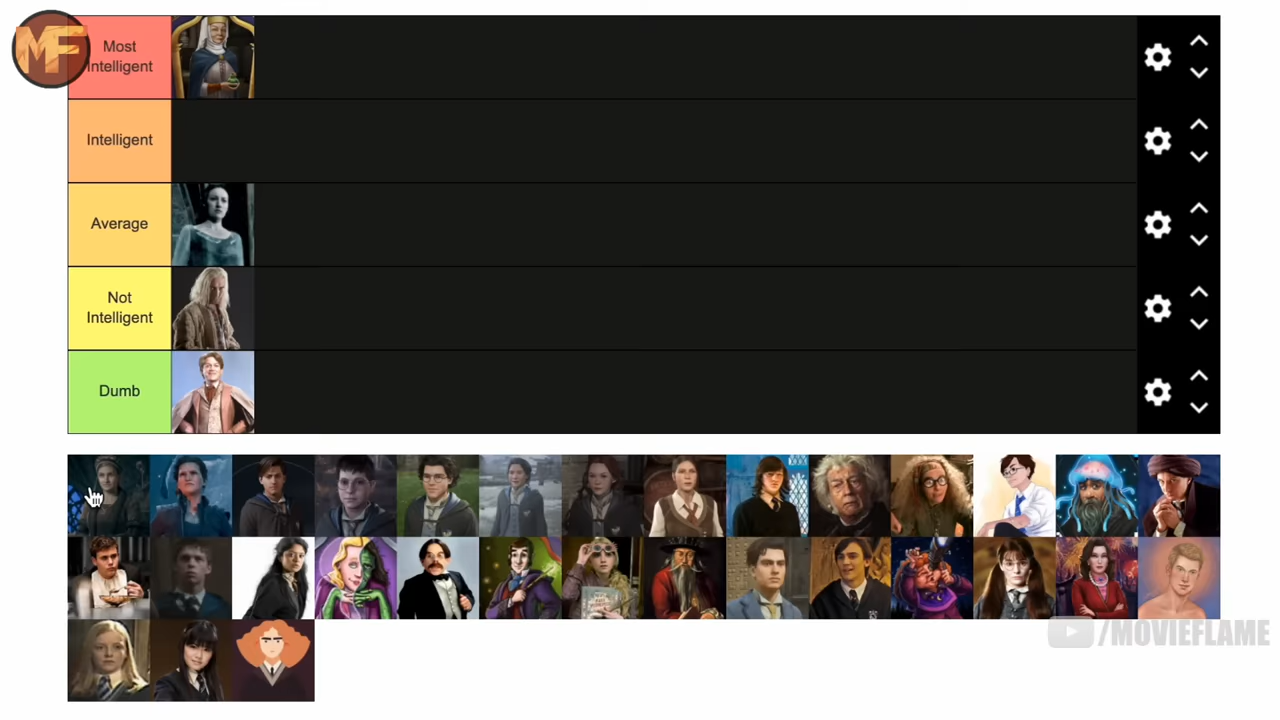 MF
Most
Intelligent
Intelligent
Average
Not
Intelligent
Dumb
/MOVIEFLAME